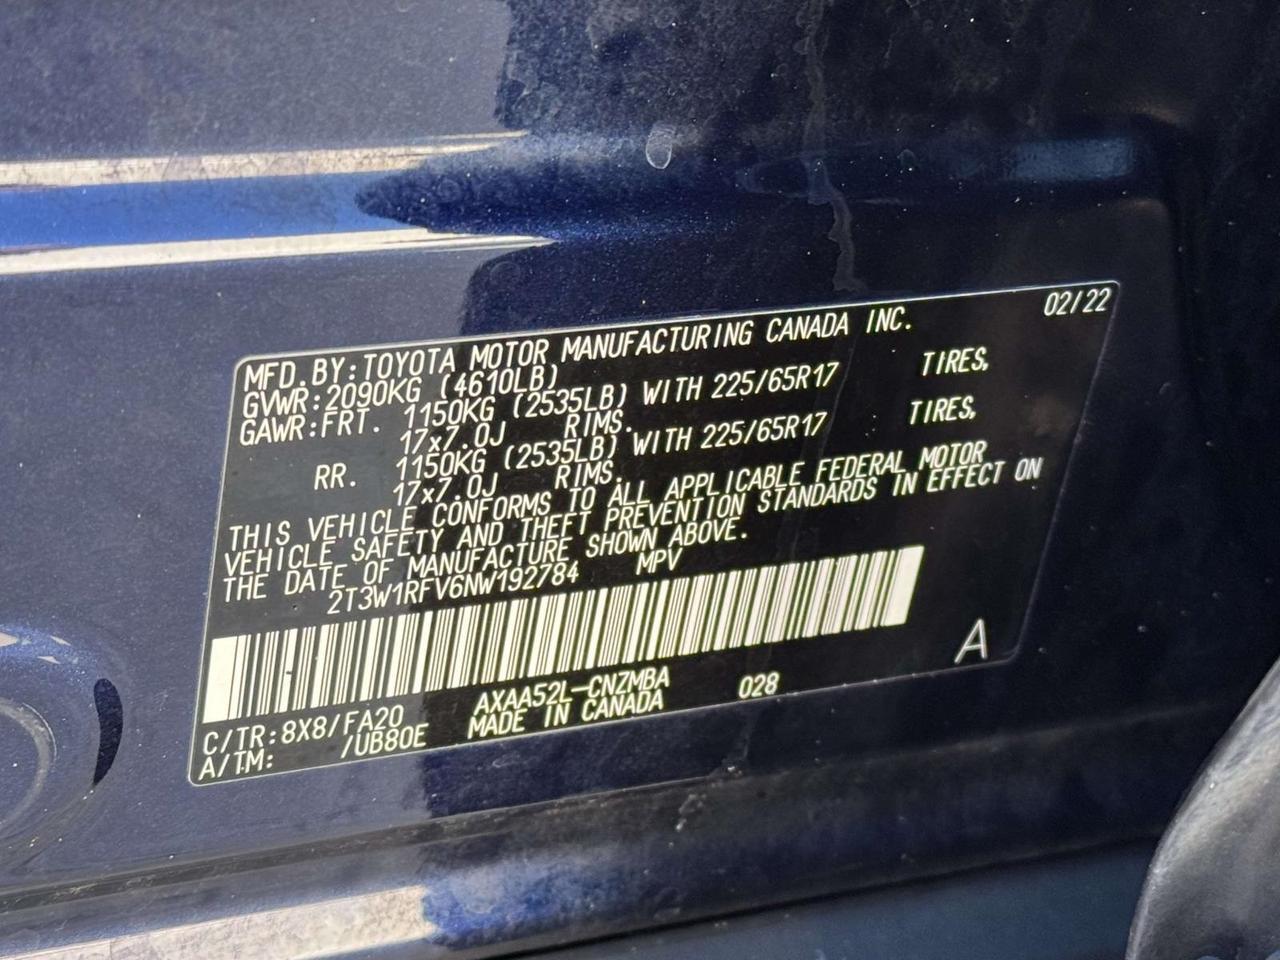 02/22
MFD.BY:TOYOTA MOTOR MANUFACTURING CANADA INC.
GVWR:2090KG (4610LB)
GAWR:FRT. 1150KG (2535LB) WITH 225/65R17 TIRES,
17x7.0J RIMS.
RR. 1150KG (2535LB) WITH 225/65R17 TIRES,
17x7.0J RIMS.
THIS VEHICLE CONFORMS TO ALL APPLICABLE FEDERAL MOTOR
VEHICLE SAFETY AND THEFT PREVENTION STANDARDS IN EFFECT ON
THE DATE OF MANUFACTURE SHOWN ABOVE.
2T3W1RFV6NW192784 MPV
A
C/TR:8X8/FA20 AXAA52L-CNZMBA 028
A/TM: /UB80E MADE IN CANADA